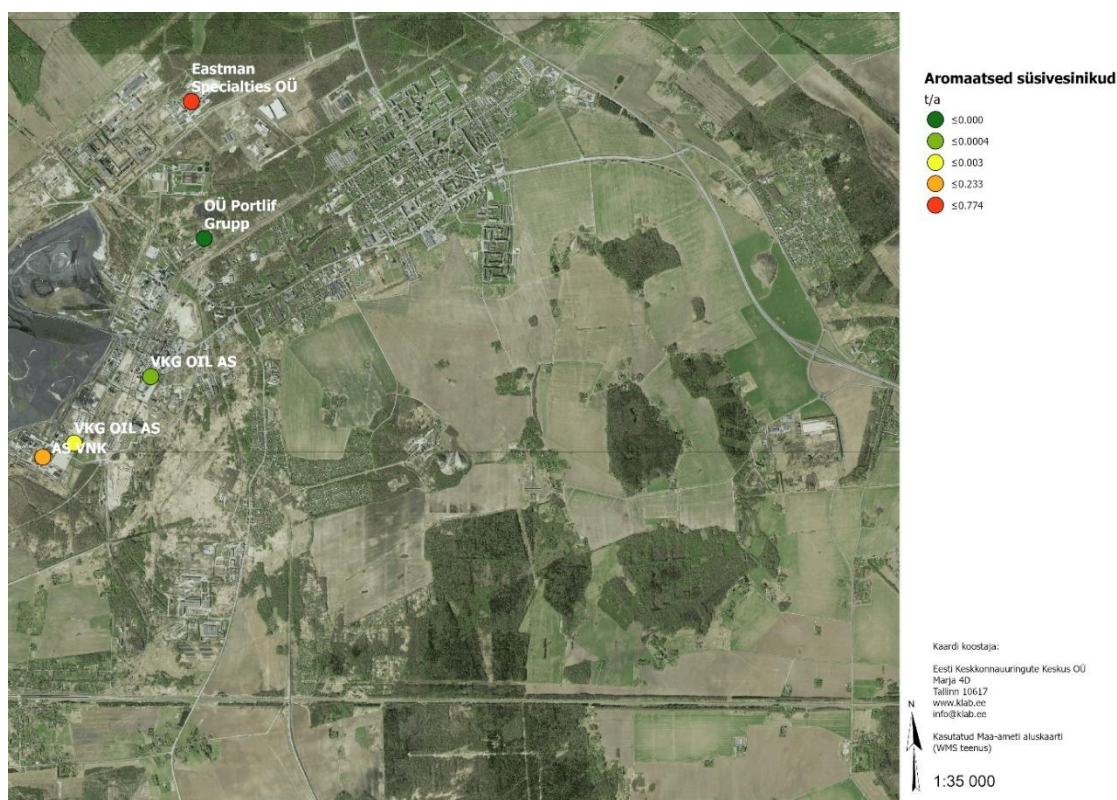 Eastman
Specialties OÜ
OÜ Portlif
Grupp
VKG OIL AS
VKG OIL AS
AS VNK
Aromaatsed süsivesinikud
t/a
≤0.000
≤0.0004
≤0.003
≤0.233
≤0.774
Kaardi koostaja:
Eesti Keskkonnauuringute Keskus OÜ
Marja 4D
Tallinn 10617
www.klab.ee
info@klab.ee
Kasutatud Maa-ameti aluskaarti
(WMS teenus)
N
1:35 000